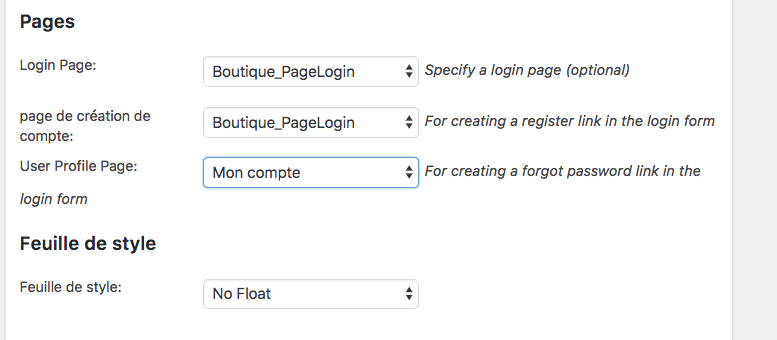 Pages
Login Page: Boutique_PageLogin Specify a login page (optional)
page de création de
compte: Boutique_PageLogin For creating a register link in the login form
User Profile Page: Mon compte For creating a forgot password link in the
login form
Feuille de style
Feuille de style: No Float